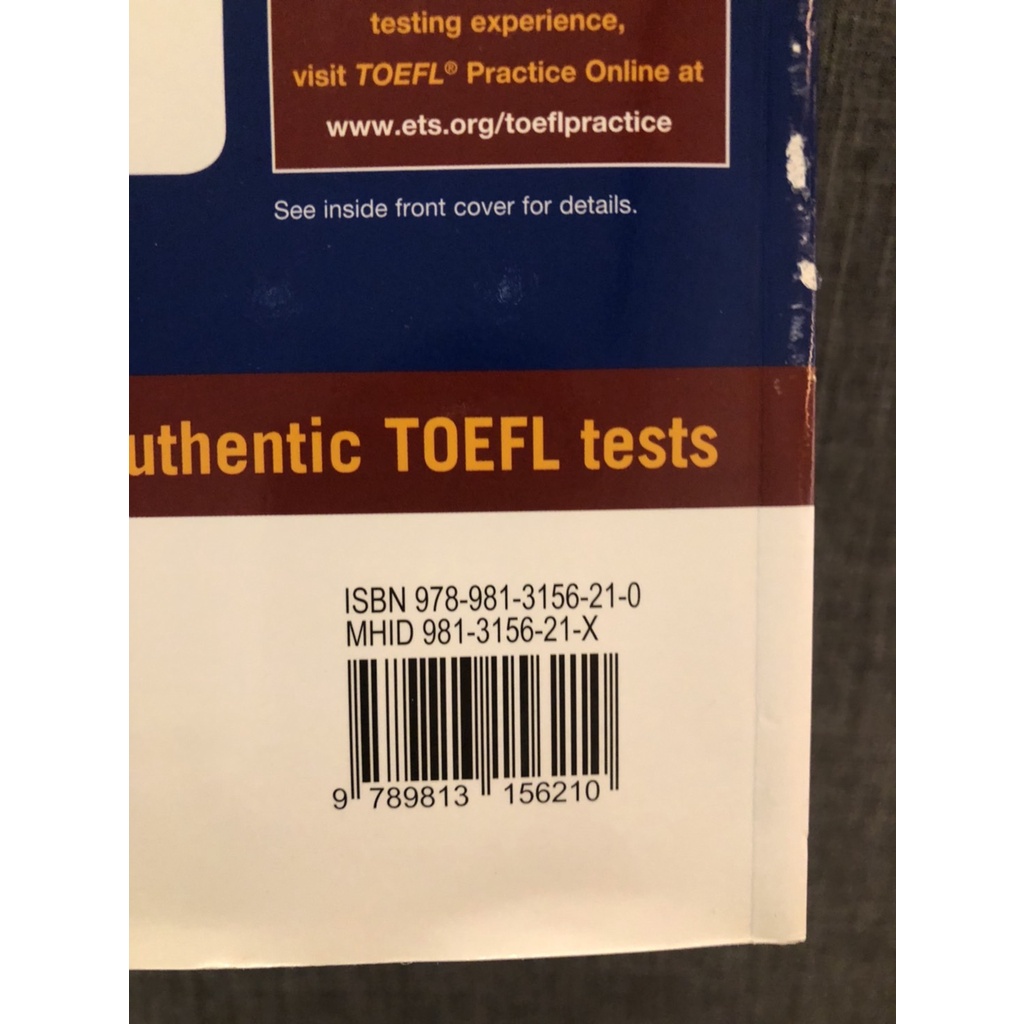 testing experience,
visit TOEFL® Practice Online at
www.ets.org/toeflpractice
See inside front cover for details.
uthentic TOEFL tests
ISBN 978-981-3156-21-0
MHID 981-3156-21-X
9 789813 156210